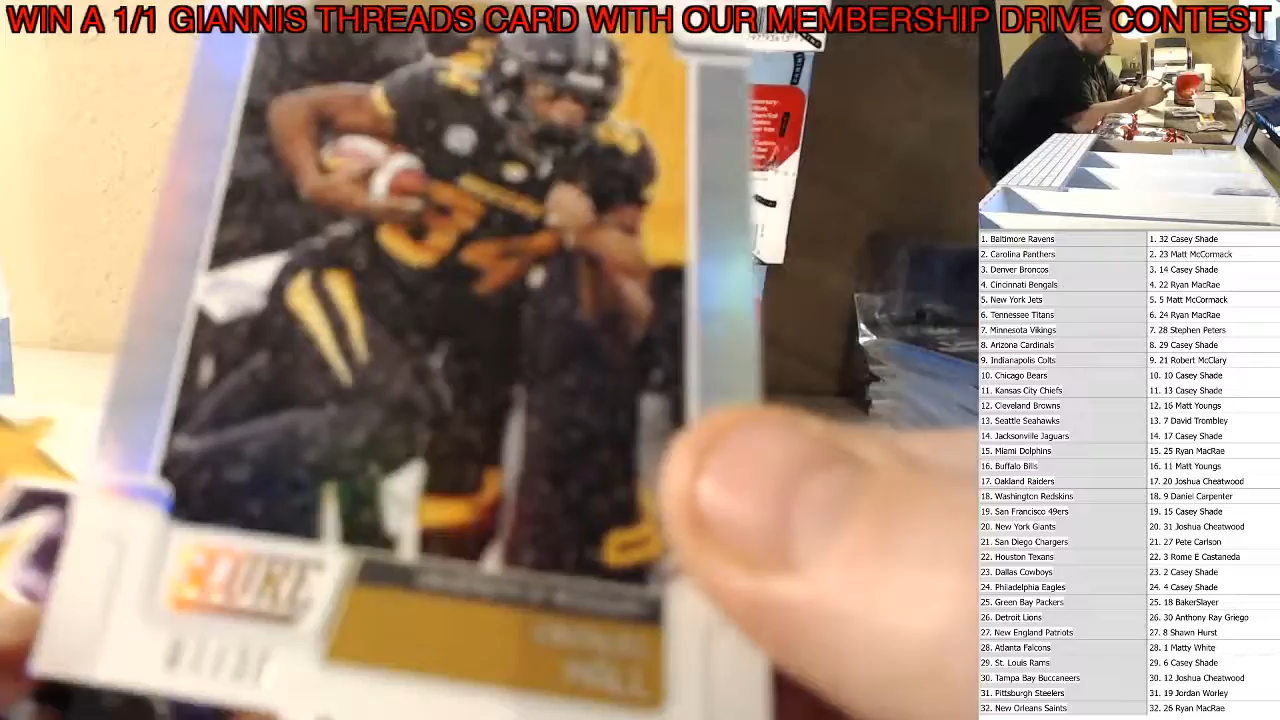 WIN A 1/1 GIANNIS THREADS CARD WITH OUR MEMBERSHIP DRIVE CONTEST
34
HALL
1. Baltimore Ravens 1. 32 Casey Shade
2. Carolina Panthers 2. 23 Matt McCormack
3. Denver Broncos 3. 14 Casey Shade
4. Cincinnati Bengals 4. 22 Ryan MacRae
5. New York Jets 5. 5 Matt McCormack
6. Tennessee Titans 6. 24 Ryan MacRae
7. Minnesota Vikings 7. 28 Stephen Peters
8. Arizona Cardinals 8. 29 Casey Shade
9. Indianapolis Colts 9. 21 Robert McClary
10. Chicago Bears 10. 10 Casey Shade
11. Kansas City Chiefs 11. 13 Casey Shade
12. Cleveland Browns 12. 16 Matt Youngs
13. Seattle Seahawks 13. 7 David Trombley
14. Jacksonville Jaguars 14. 17 Casey Shade
15. Miami Dolphins 15. 25 Ryan MacRae
16. Buffalo Bills 16. 11 Matt Youngs
17. Oakland Raiders 17. 20 Joshua Cheatwood
18. Washington Redskins 18. 9 Daniel Carpenter
19. San Francisco 49ers 19. 15 Casey Shade
20. New York Giants 20. 31 Joshua Cheatwood
21. San Diego Chargers 21. 27 Pete Carlson
22. Houston Texans 22. 3 Rome E Castaneda
23. Dallas Cowboys 23. 2 Casey Shade
24. Philadelphia Eagles 24. 4 Casey Shade
25. Green Bay Packers 25. 18 BakerSlayer
26. Detroit Lions 26. 30 Anthony Ray Griego
27. New England Patriots 27. 8 Shawn Hurst
28. Atlanta Falcons 28. 1 Matty White
29. St. Louis Rams 29. 6 Casey Shade
30. Tampa Bay Buccaneers 30. 12 Joshua Cheatwood
31. Pittsburgh Steelers 31. 19 Jordan Worley
32. New Orleans Saints 32. 26 Ryan MacRae